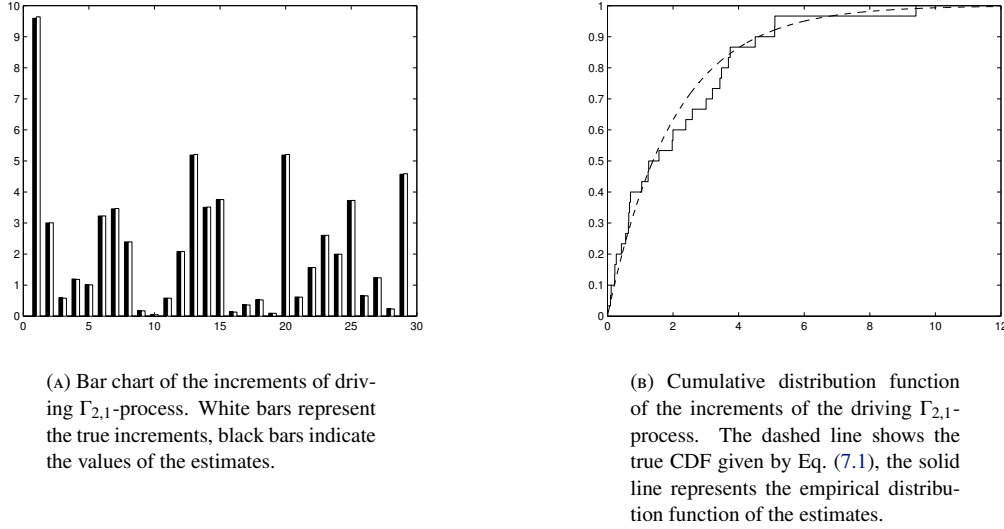 10
9
8
7
6
5
4
3
2
1
0
0 5 10 15 20 25 30
1
0.9
0.8
0.7
0.6
0.5
0.4
0.3
0.2
0.1
0
0 2 4 6 8 10 12
(A) Bar chart of the increments of driv-
ing Γ2,1-process. White bars represent
the true increments, black bars indicate
the values of the estimates.
(B) Cumulative distribution function
of the increments of the driving Γ2,1-
process. The dashed line shows the
true CDF given by Eq. (7.1), the solid
line represents the empirical distribu-
tion function of the estimates.